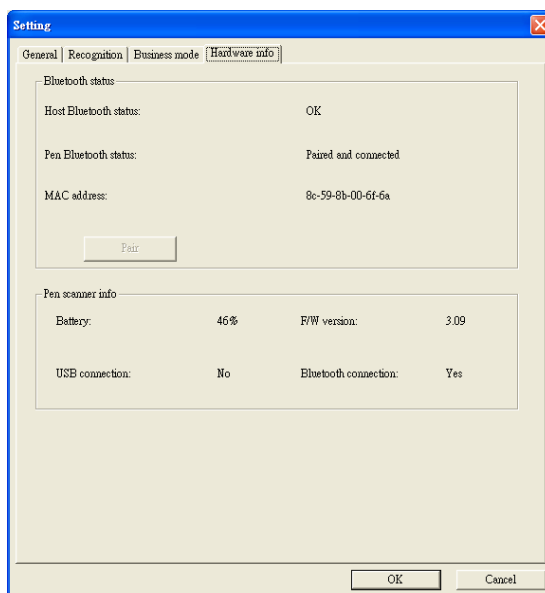 Setting
General Recognition Business mode Hardware info
Bluetooth status
Host Bluetooth status: OK
Pen Bluetooth status: Paired and connected
MAC address: 8c-59-8b-00-6f-6a
Pair
Pen scanner info
Battery: 46% F/W version: 3.09
USB connection: No Bluetooth connection: Yes
OK Cancel